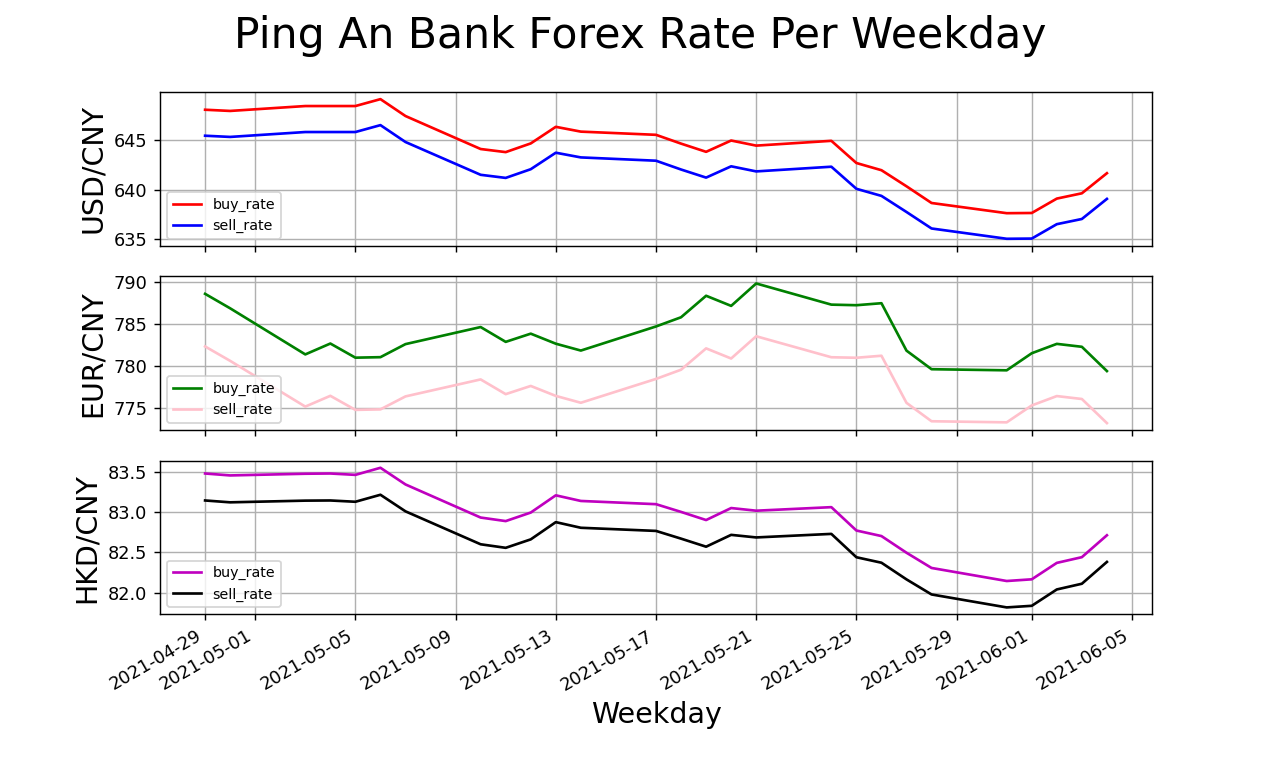 Ping An Bank Forex Rate Per Weekday
USD/CNY
645
640
635
buy_rate
sell_rate
EUR/CNY
790
785
780
775
buy_rate
sell_rate
HKD/CNY
83.5
83.0
82.5
82.0
buy_rate
sell_rate
2021-04-29
2021-05-01
2021-05-05
2021-05-09
2021-05-13
2021-05-17
2021-05-21
2021-05-25
2021-05-29
2021-06-01
2021-06-05
Weekday